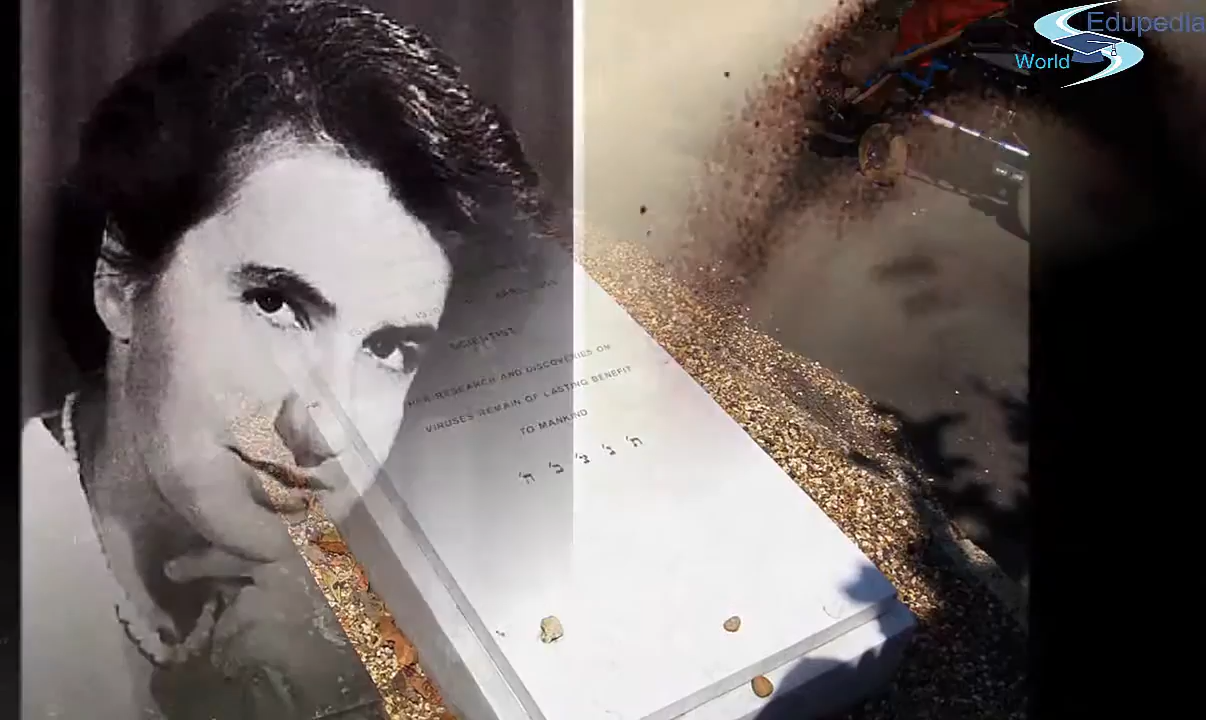 Edupedia
World
SCIENTIST
HER RESEARCH AND DISCOVERIES ON
VIRUSES REMAIN OF LASTING BENEFIT
TO MANKIND
ת' נ' צ' ב' ה'